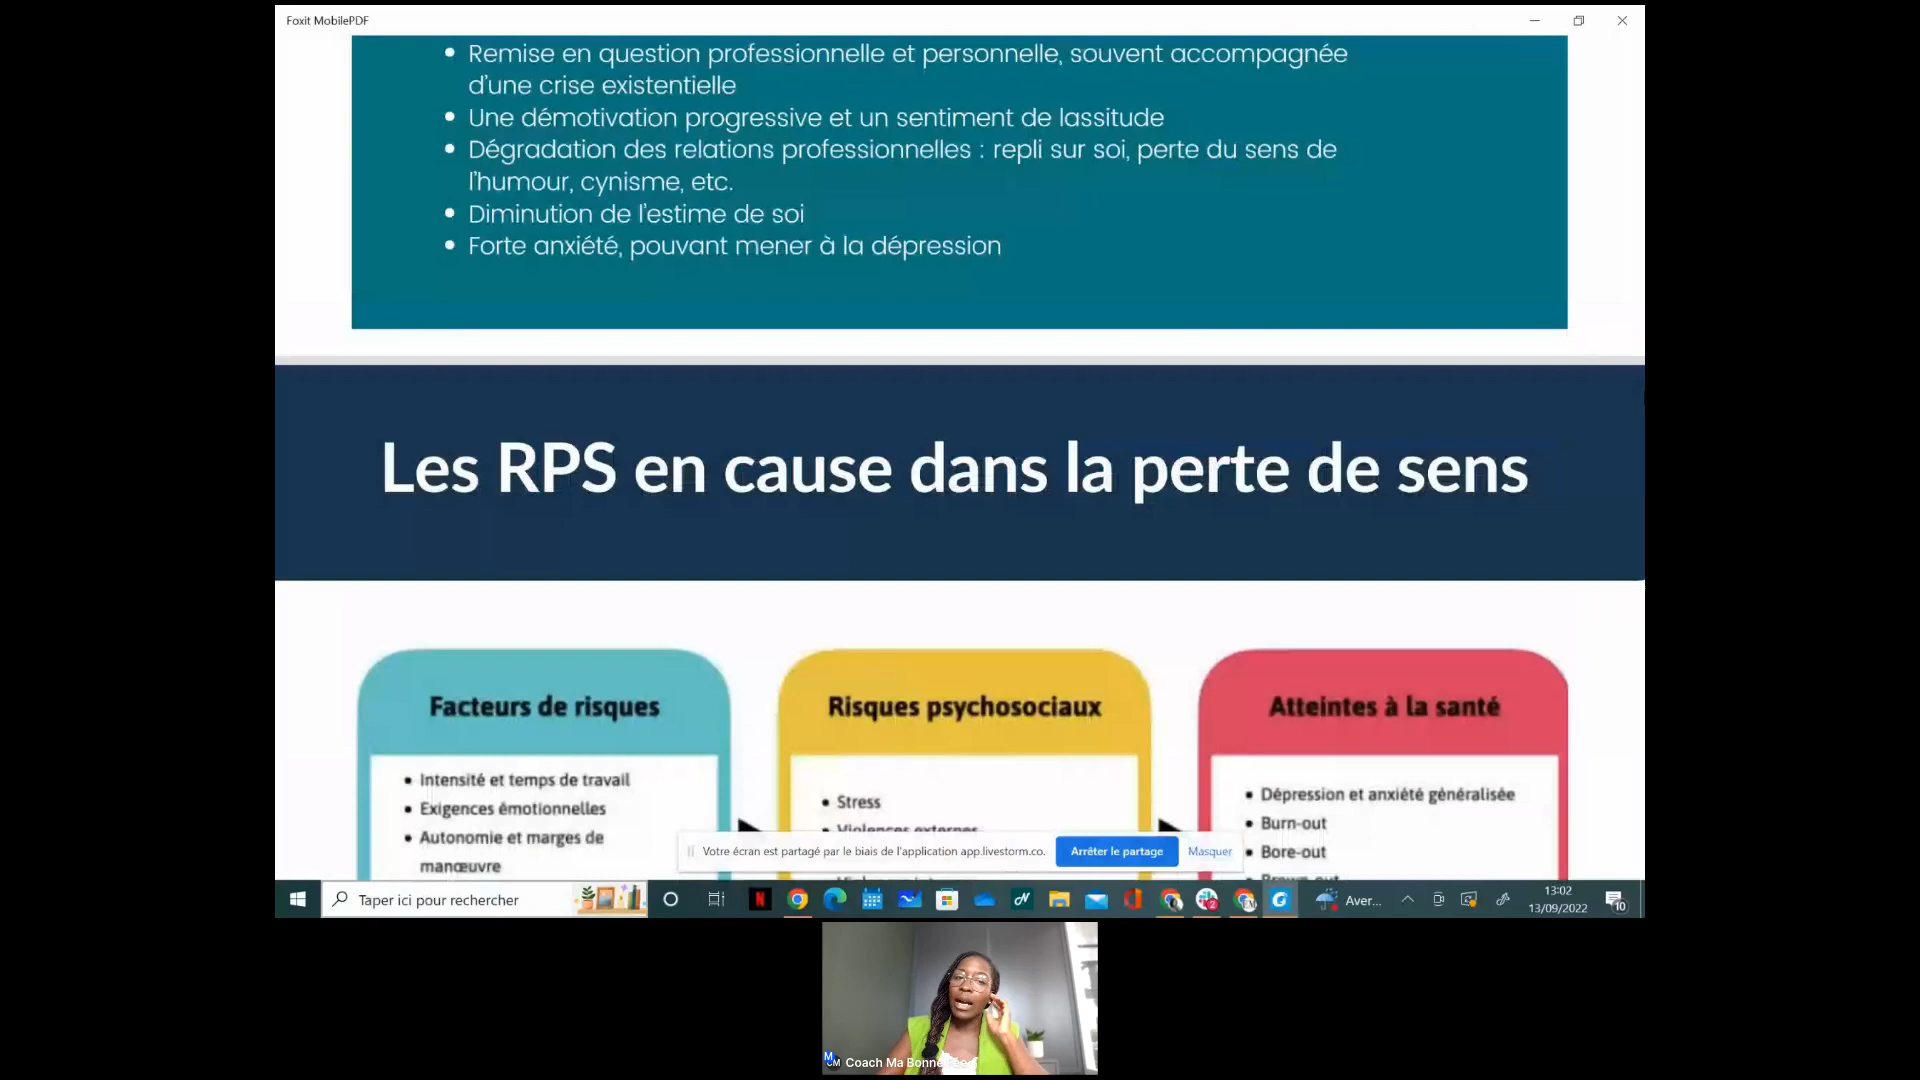 Foxit MobilePDF
• Remise en question professionnelle et personnelle, souvent accompagnée
d'une crise existentielle
• Une démotivation progressive et un sentiment de lassitude
• Dégradation des relations professionnelles : repli sur soi, perte du sens de
l'humour, cynisme, etc.
• Diminution de l'estime de soi
• Forte anxiété, pouvant mener à la dépression
Les RPS en cause dans la perte de sens
Facteurs de risques
• Intensité et temps de travail
• Exigences émotionnelles
• Autonomie et marges de
manœuvre
Risques psychosociaux
• Stress
• Violences externes
Atteintes à la santé
• Dépression et anxiété généralisée
• Burn-out
• Bore-out
Votre écran est partagé par le biais de l'application app.livestorm.co.
Arrêter le partage
Masquer
Taper ici pour rechercher
Aver...
13:02
13/09/2022
10
Coach Ma Bonne